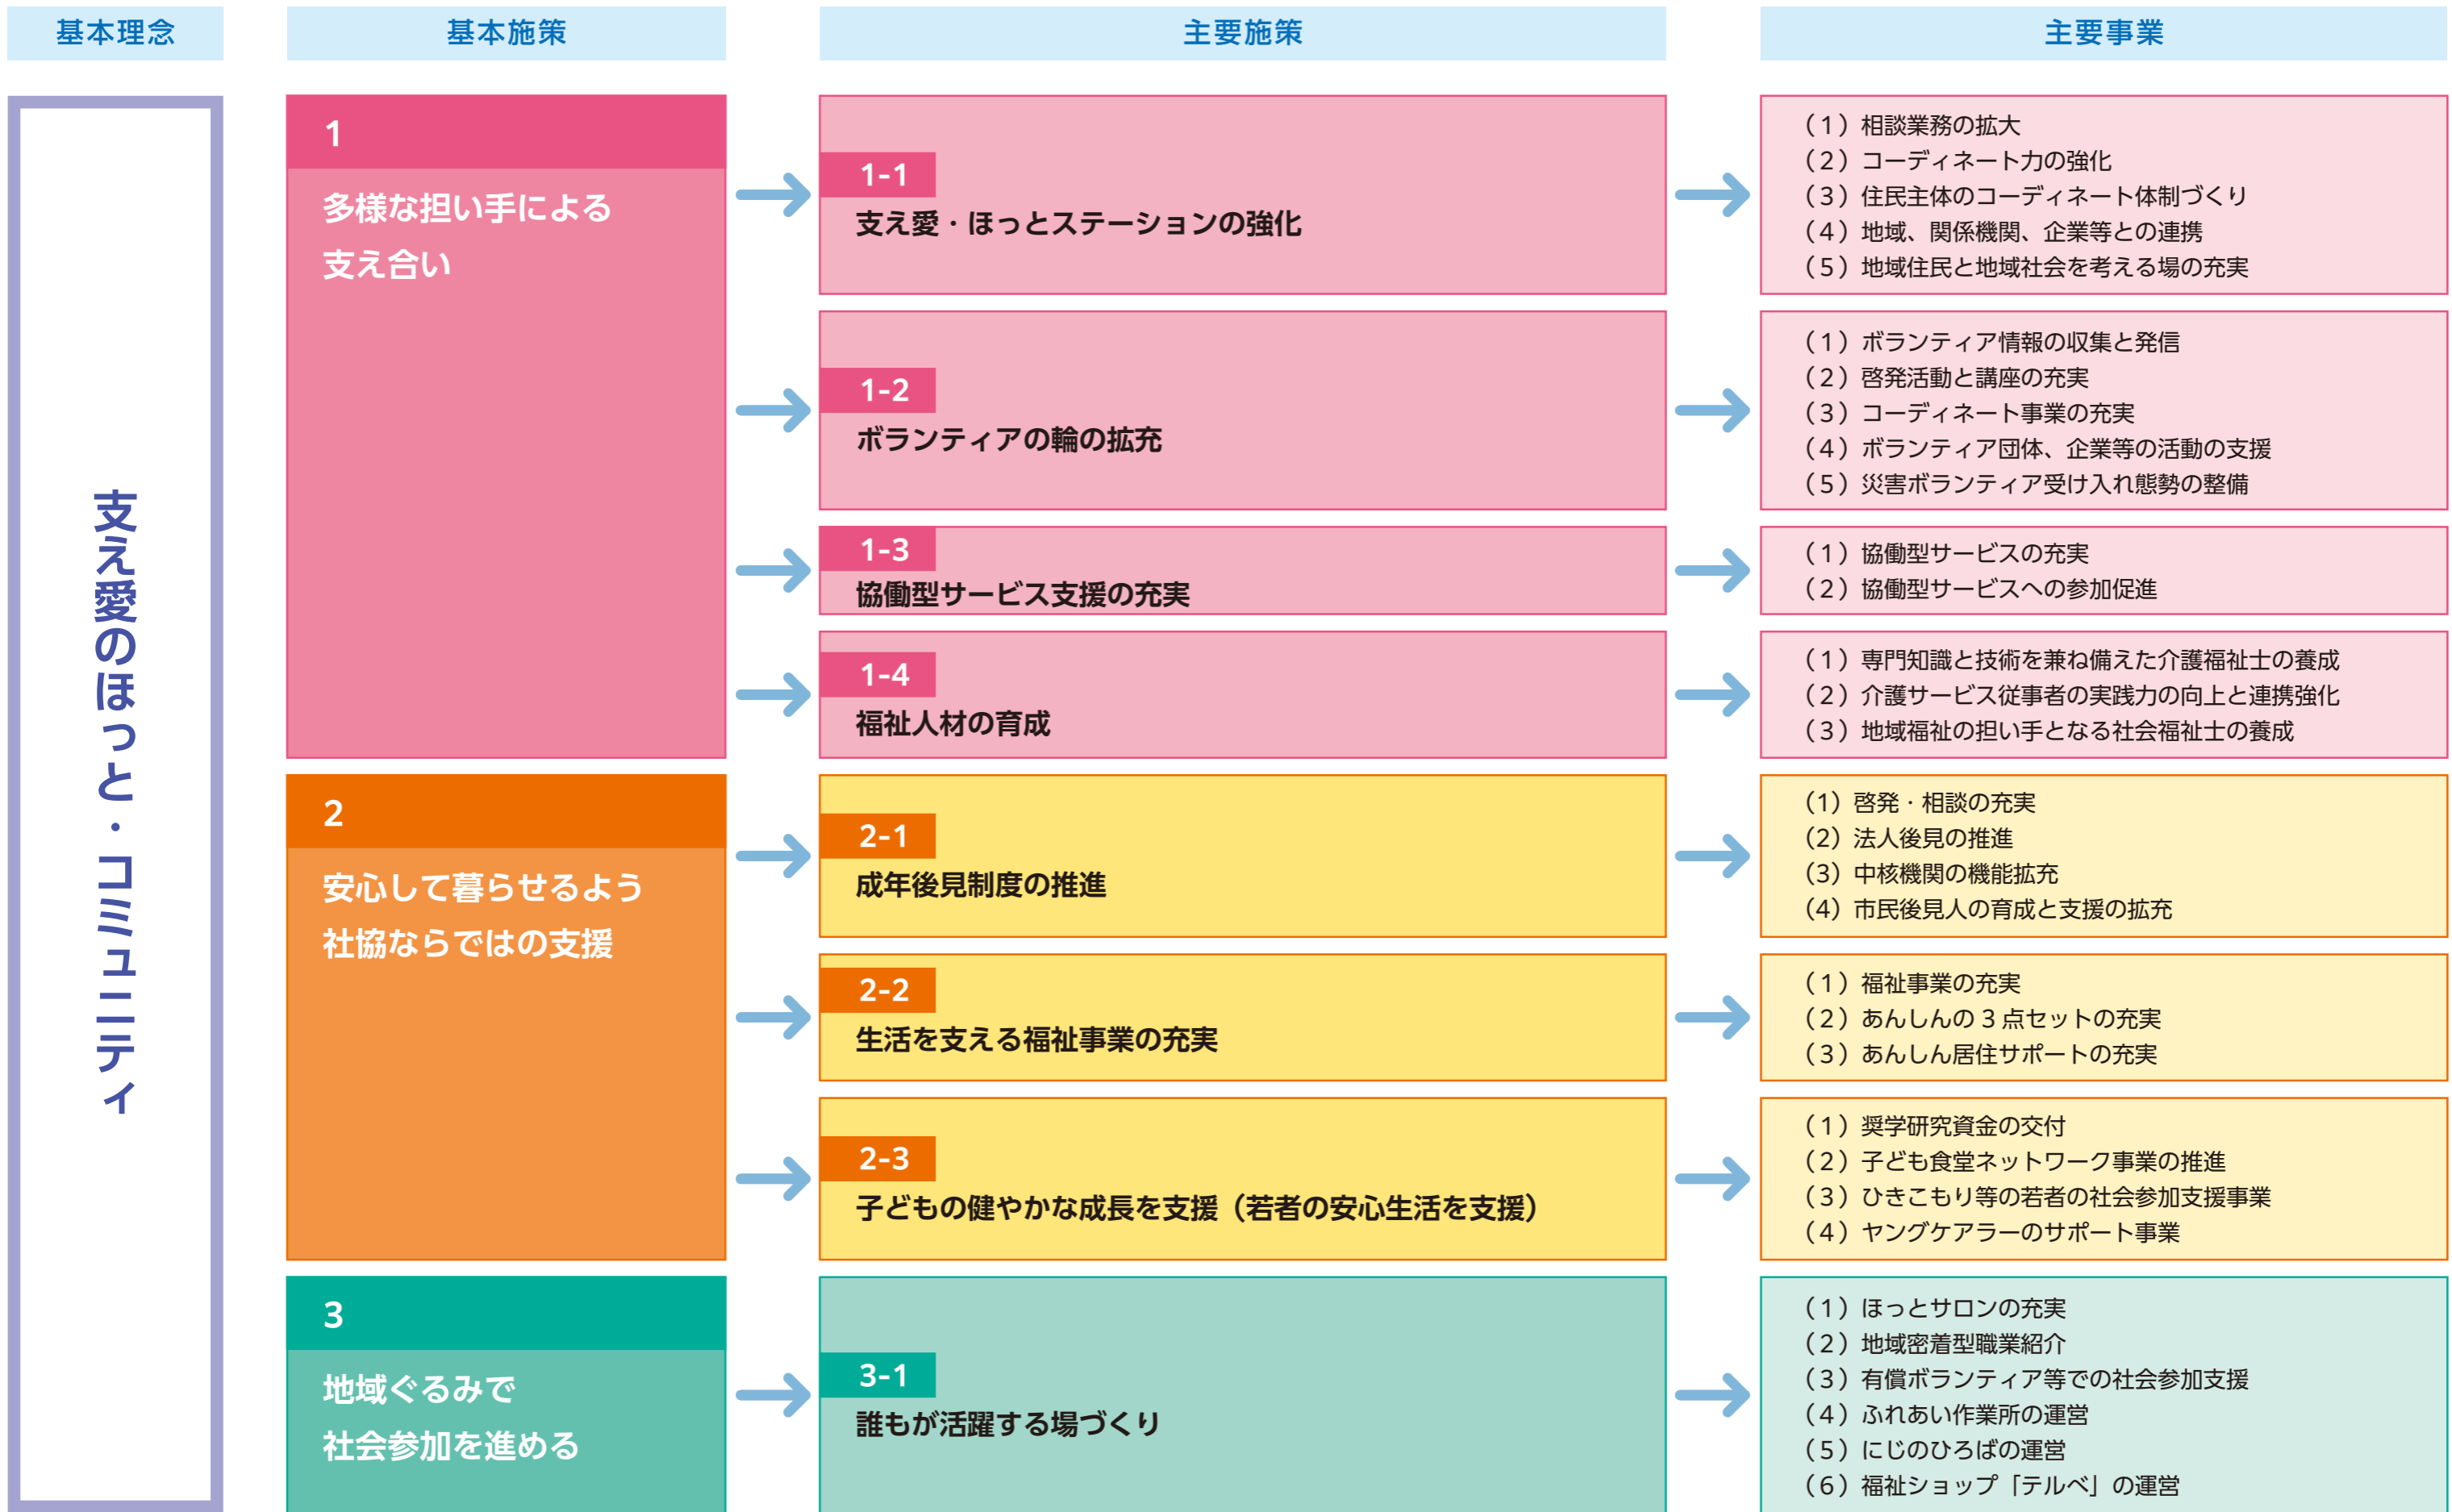 基本理念
基本施策
主要施策
主要事業
支え愛のほっと・コミュニティ
1
多様な担い手による
支え合い
1-1
支え愛・ほっとステーションの強化
（1）相談業務の拡大
（2）コーディネート力の強化
（3）住民主体のコーディネート体制づくり
（4）地域、関係機関、企業等との連携
（5）地域住民と地域社会を考える場の充実
1-2
ボランティアの輪の拡充
（1）ボランティア情報の収集と発信
（2）啓発活動と講座の充実
（3）コーディネート事業の充実
（4）ボランティア団体、企業等の活動の支援
（5）災害ボランティア受け入れ態勢の整備
1-3
協働型サービス支援の充実
（1）協働型サービスの充実
（2）協働型サービスへの参加促進
1-4
福祉人材の育成
（1）専門知識と技術を兼ね備えた介護福祉士の養成
（2）介護サービス従事者の実践力の向上と連携強化
（3）地域福祉の担い手となる社会福祉士の養成
2
安心して暮らせるよう
社協ならではの支援
2-1
成年後見制度の推進
（1）啓発・相談の充実
（2）法人後見の推進
（3）中核機関の機能拡充
（4）市民後見人の育成と支援の拡充
2-2
生活を支える福祉事業の充実
（1）福祉事業の充実
（2）あんしんの3点セットの充実
（3）あんしん居住サポートの充実
2-3
子どもの健やかな成長を支援（若者の安心生活を支援）
（1）奨学研究資金の交付
（2）子ども食堂ネットワーク事業の推進
（3）ひきこもり等の若者の社会参加支援事業
（4）ヤングケアラーのサポート事業
3
地域ぐるみで
社会参加を進める
3-1
誰もが活躍する場づくり
（1）ほっとサロンの充実
（2）地域密着型職業紹介
（3）有償ボランティア等での社会参加支援
（4）ふれあい作業所の運営
（5）にじのひろばの運営
（6）福祉ショップ「テルベ」の運営